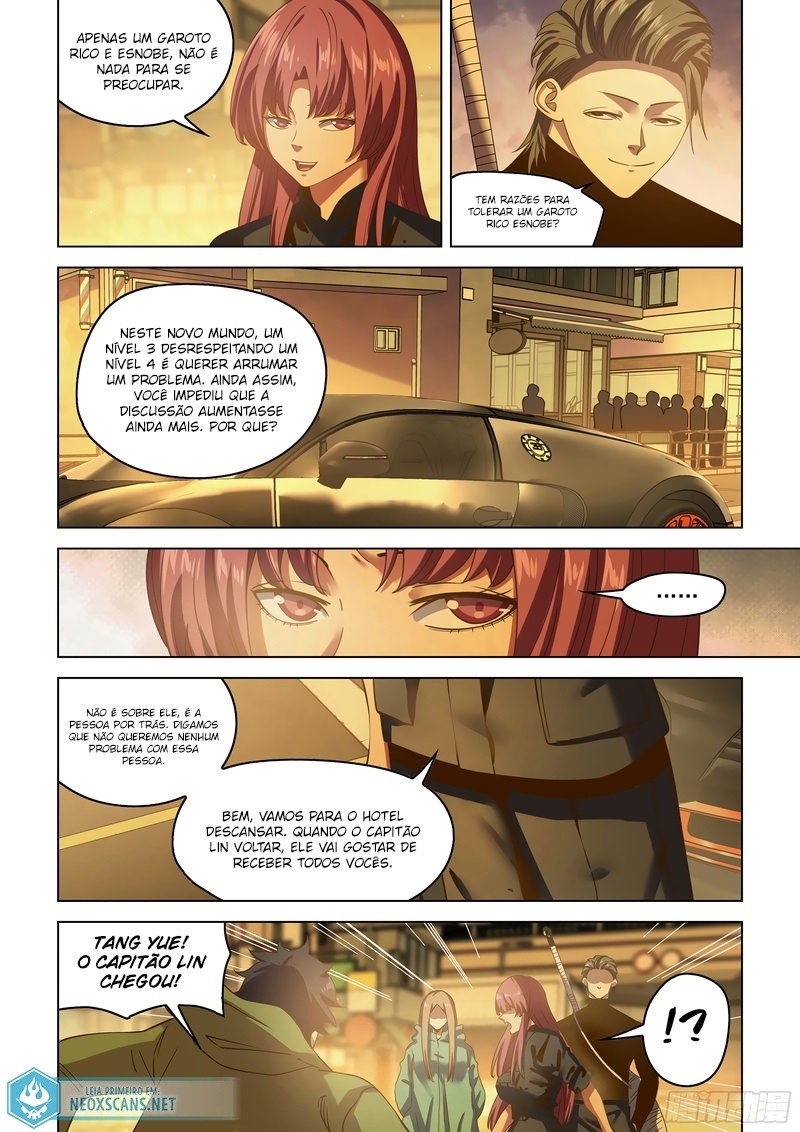 APENAS UM GAROTO
RICO E ESNOBE, NÃO É
NADA PARA SE
PREOCUPAR.
TEM RAZÕES PARA
TOLERAR UM GAROTO
RICO ESNOBE?
NESTE NOVO MUNDO, UM
NÍVEL 3 DESRESPEITANDO UM
NÍVEL 4 É QUERER ARRUMAR
UM PROBLEMA. AINDA ASSIM,
VOCÊ IMPEDIU QUE A
DISCUSSÃO AUMENTASSE
AINDA MAIS. POR QUE?
......
NÃO É SOBRE ELE, É A
PESSOA POR TRÁS. DIGAMOS
QUE NÃO QUEREMOS NENHUM
PROBLEMA COM ESSA
PESSOA.
BEM, VAMOS PARA O HOTEL
DESCANSAR. QUANDO O CAPITÃO
LIN VOLTAR, ELE VAI GOSTAR DE
RECEBER TODOS VOCÊS.
TANG YUE!
O CAPITÃO LIN
CHEGOU!
!?
LEIA PRIMEIRO EM:
NEOXSCANS.NET
腾讯动漫